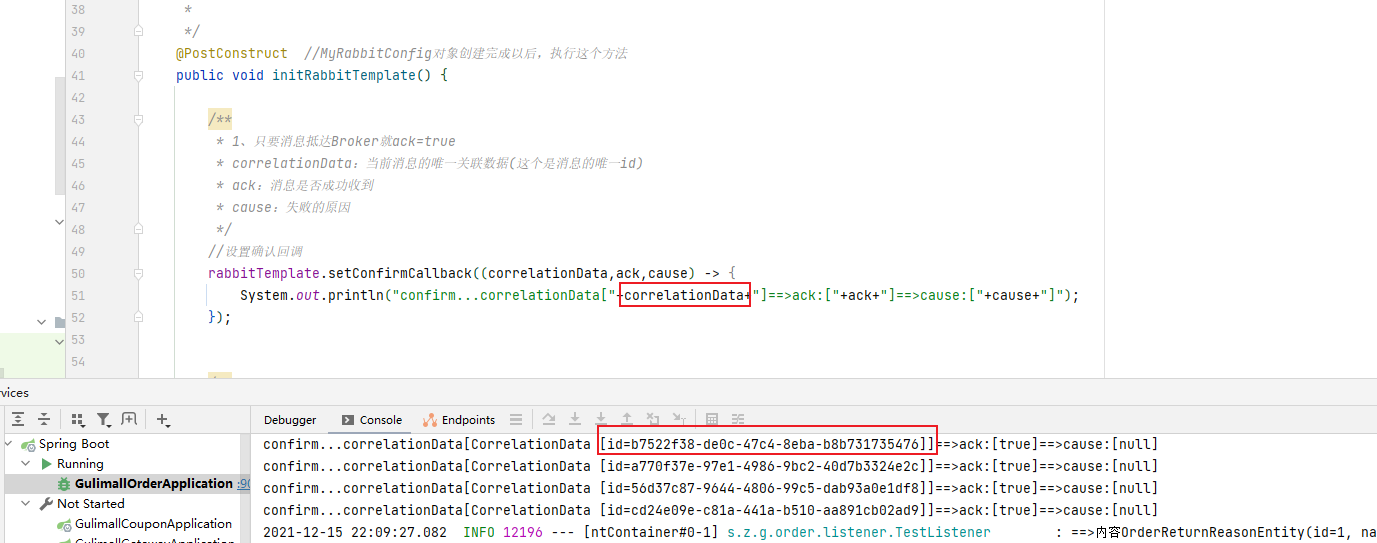 38 *
39 */
40 @PostConstruct //MyRabbitConfig对象创建完成以后，执行这个方法
41 public void initRabbitTemplate() {
42
43 /**
44 * 1、只要消息抵达Broker就ack=true
45 * correlationData：当前消息的唯一关联数据(这个是消息的唯一id)
46 * ack：消息是否成功收到
47 * cause：失败的原因
48 */
49 //设置确认回调
50 rabbitTemplate.setConfirmCallback((correlationData,ack,cause) -> {
51 System.out.println("confirm...correlationData["+correlationData+"]==>ack:["+ack+"]==>cause:["+cause+"]");
52 });
53
54
rvices
Debugger Console Endpoints
Spring Boot
Running
GulimallOrderApplication :90
Not Started
GulimallCouponApplication
GulimallGatewayApplication
confirm...correlationData[CorrelationData [id=b7522f38-de0c-47c4-8eba-b8b731735476]]==>ack:[true]==>cause:[null]
confirm...correlationData[CorrelationData [id=a770f37e-97e1-4986-9bc2-40d7b3324e2c]]==>ack:[true]==>cause:[null]
confirm...correlationData[CorrelationData [id=56d37c87-9644-4806-99c5-dab93a0e1df8]]==>ack:[true]==>cause:[null]
confirm...correlationData[CorrelationData [id=cd24e09e-c81a-441a-b510-aa891cb02ad9]]==>ack:[true]==>cause:[null]
2021-12-15 22:09:27.082 INFO 12196 --- [ntContainer#0-1] s.z.g.order.listener.TestListener : ==>内容OrderReturnReasonEntity(id=1, na